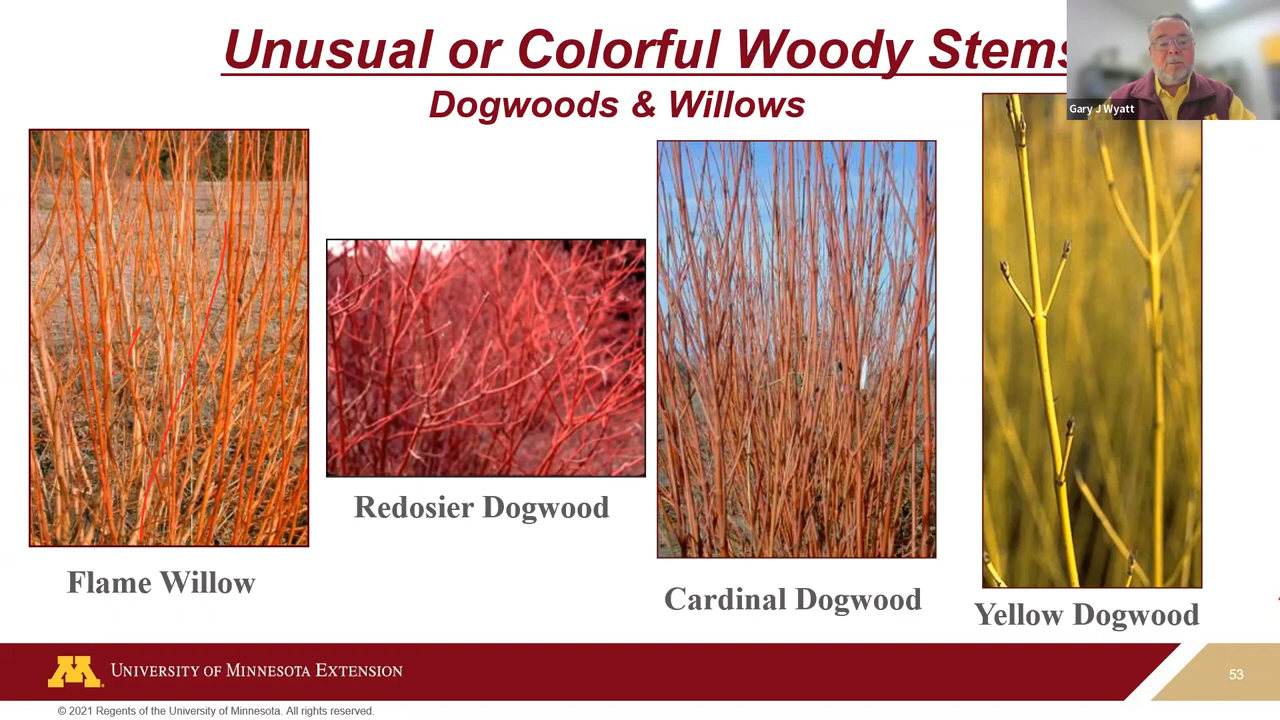 Unusual or Colorful Woody Stems
Dogwoods & Willows
Gary J Wyatt
Flame Willow
Redosier Dogwood
Cardinal Dogwood
Yellow Dogwood
UNIVERSITY OF MINNESOTA EXTENSION
53
© 2021 Regents of the University of Minnesota. All rights reserved.